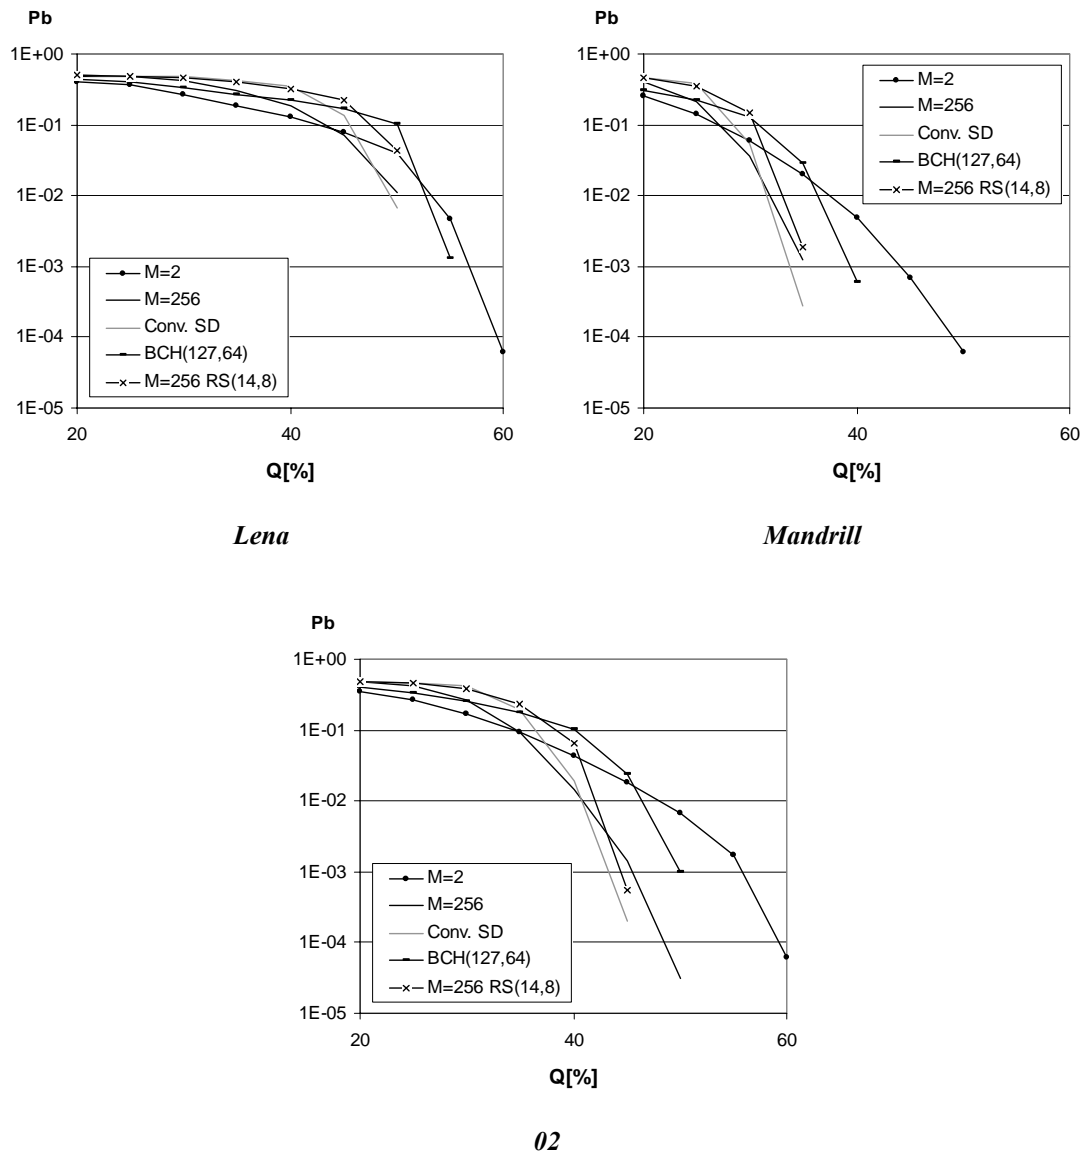 Pb
1E+00
1E-01
1E-02
1E-03
1E-04
1E-05
20 40 60
Q[%]
M=2
M=256
Conv. SD
BCH(127,64)
M=256 RS(14,8)
Lena
Pb
1E+00
1E-01
1E-02
1E-03
1E-04
1E-05
20 40 60
Q[%]
M=2
M=256
Conv. SD
BCH(127,64)
M=256 RS(14,8)
Mandrill
Pb
1E+00
1E-01
1E-02
1E-03
1E-04
1E-05
20 40 60
Q[%]
M=2
M=256
Conv. SD
BCH(127,64)
M=256 RS(14,8)
02